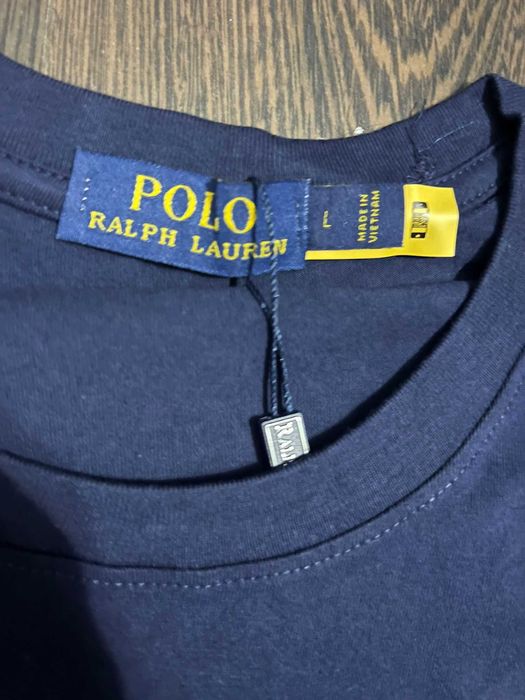 POLO
RALPH LAUREN
L
MADE IN
VIETNAM